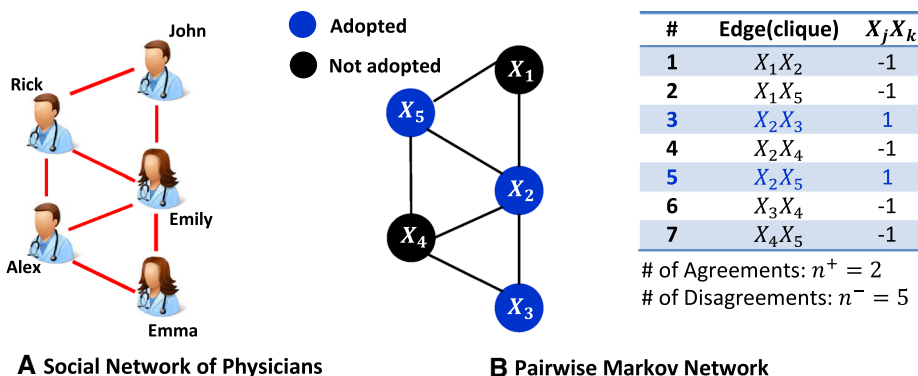 John
Rick
Emily
Alex
Emma
A Social Network of Physicians
Adopted
Not adopted
X₁
X₅
X₂
X₄
X₃
B Pairwise Markov Network
# Edge(clique) XⱼXₖ
1 X₁X₂ -1
2 X₁X₅ -1
3 X₂X₃ 1
4 X₂X₄ -1
5 X₂X₅ 1
6 X₃X₄ -1
7 X₄X₅ -1
# of Agreements: n⁺ = 2
# of Disagreements: n⁻ = 5